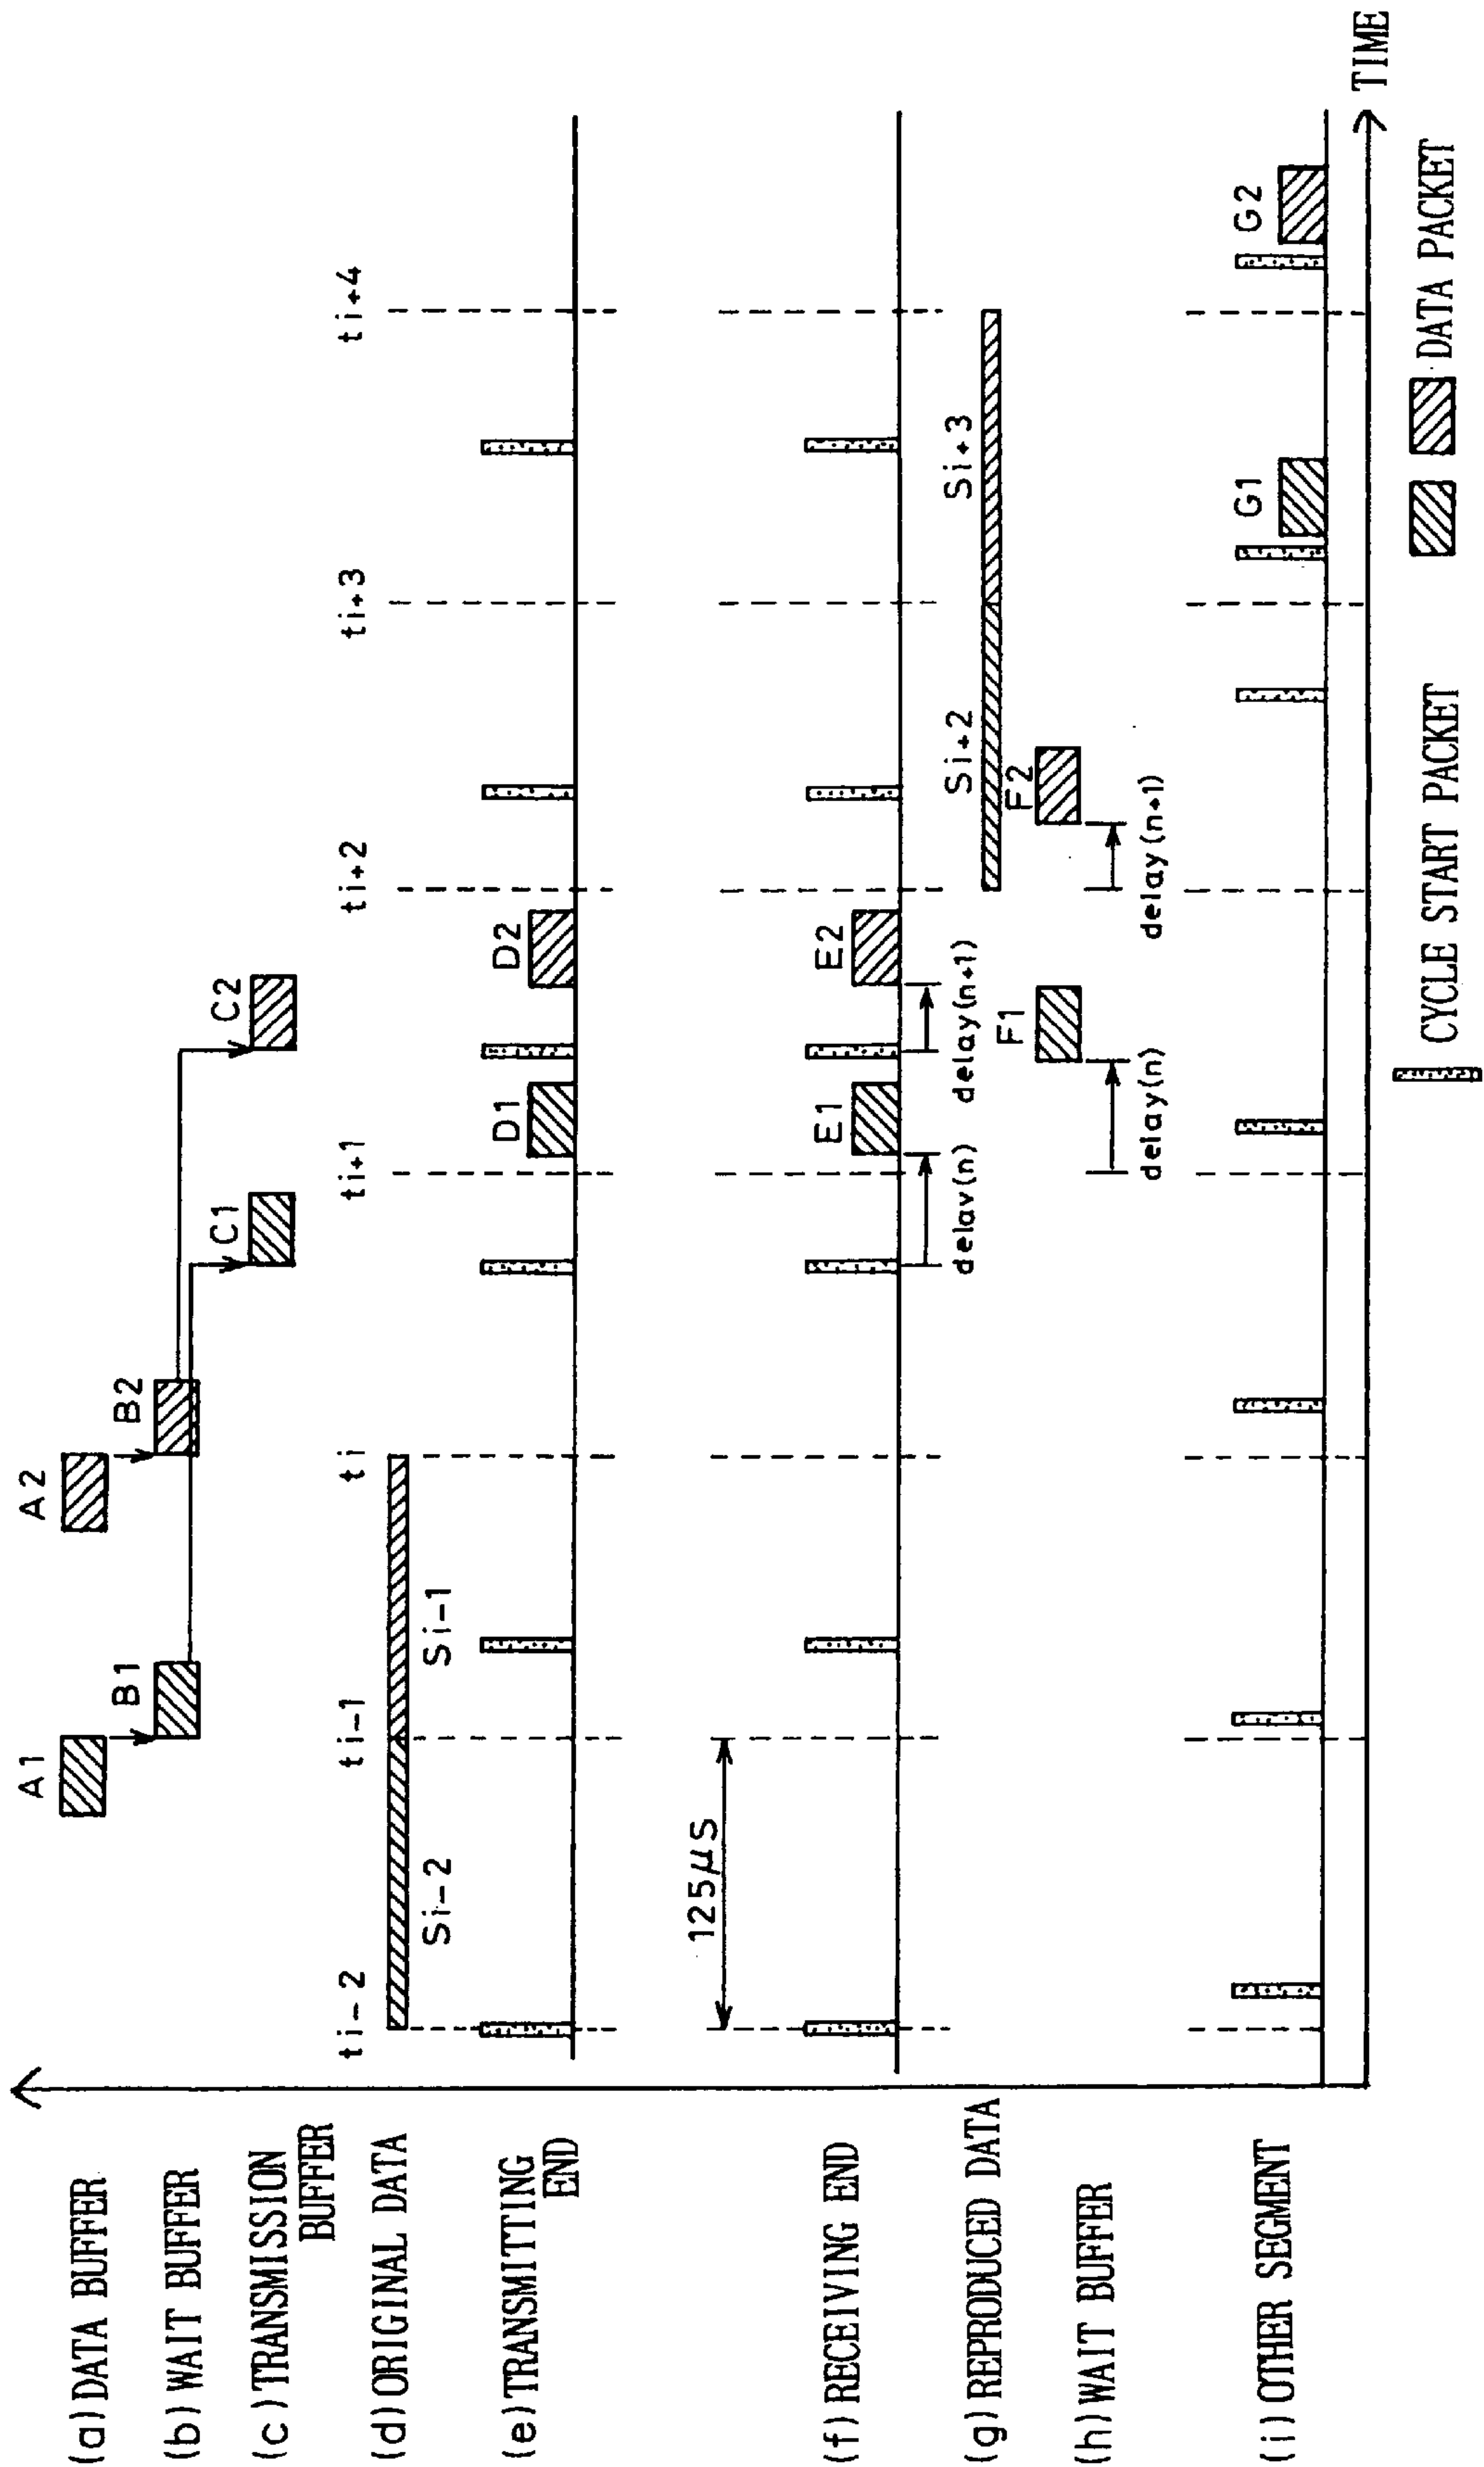 (a) DATA BUFFER
A1
A2
(b) WAIT BUFFER
B1
B2
(c) TRANSMISSION
BUFFER
C1
C2
ti-2
ti-1
ti
ti+1
ti+2
ti+3
ti+4
(d) ORIGINAL DATA
Si-2
Si-1
(e) TRANSMITTING
END
D1
D2
125μS
(f) RECEIVING END
E1
E2
delav(n)
delay(n+1)
(g) REPRODUCED DATA
Si+2
Si+3
(h) WAIT BUFFER
F1
F2
delay(n)
delay(n+1)
(i) OTHER SEGMENT
G1
G2
TIME
CYCLE START PACKET
DATA PACKET